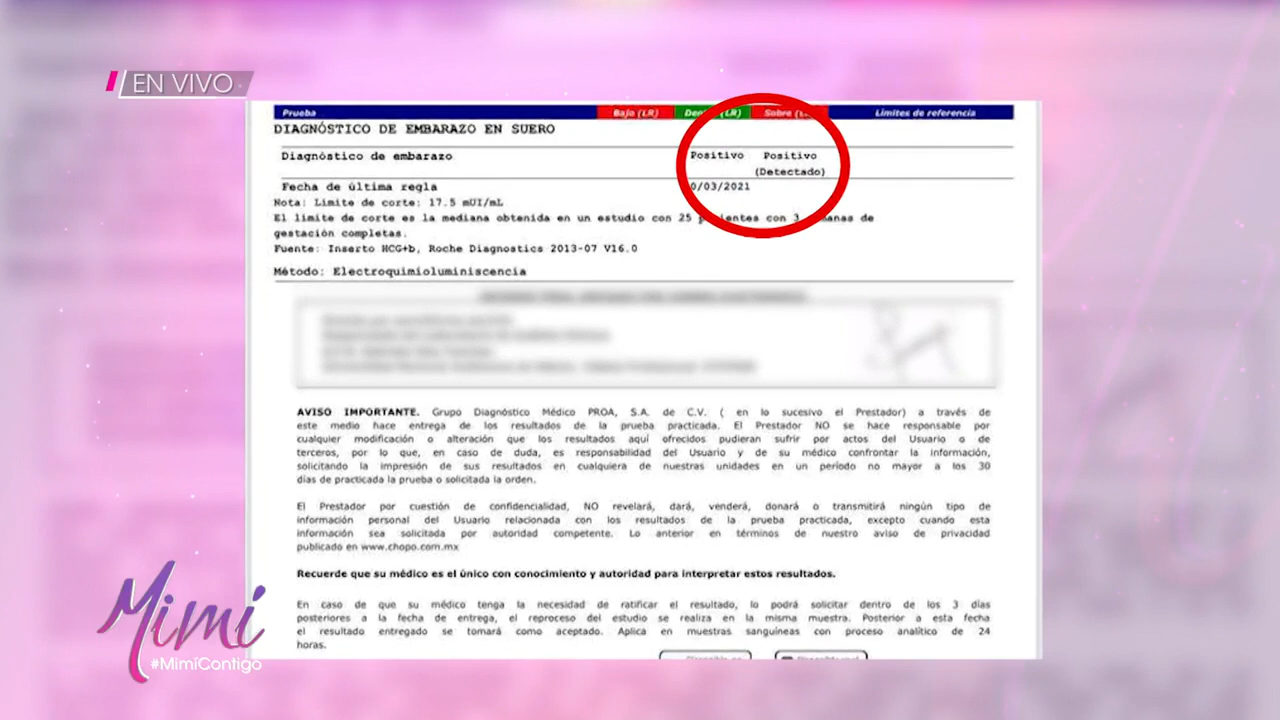 EN VIVO
Prueba Bajo (LR) Sobre Límites de referencia
DIAGNÓSTICO DE EMBARAZO EN SUERO
Diagnóstico de embarazo Positivo Positivo
(Detectado)
Fecha de última regla 0/03/2021
Nota: Límite de corte: 17.5 mUI/mL
El límite de corte es la mediana obtenida en un estudio con 25 con 3 de
gestación completas.
Fuente: Inserto HCG+b, Roche Diagnostics 2013-07 V16.0
Método: Electroquimioluminiscencia
AVISO IMPORTANTE. Grupo Diagnóstico Médico PROA, S.A. de C.V. ( en lo sucesivo el Prestador) a través de
este medio hace entrega de los resultados de la prueba practicada. El Prestador NO se hace responsable por
cualquier modificación o alteración que los resultados aquí ofrecidos pudieran sufrir por actos del Usuario o de
terceros, por lo que, en caso de duda, es responsabilidad del Usuario y de su médico confrontar la información,
solicitando la impresión de sus resultados en cualquiera de nuestras unidades en un período no mayor a los 30
días de practicada la prueba o solicitada la orden.
El Prestador por cuestión de confidencialidad, NO revelará, dará, venderá, donará o transmitirá ningún tipo de
información personal del Usuario relacionada con los resultados de la prueba practicada, excepto cuando esta
información sea solicitada por autoridad competente. Lo anterior en términos de nuestro aviso de privacidad
publicado en www.chopo.com.mx
Recuerde que su médico es el único con conocimiento y autoridad para interpretar estos resultados.
En caso de que su médico tenga la necesidad de ratificar el resultado, lo podrá solicitar dentro de los 3 días
posteriores a la fecha de entrega, el reproceso del estudio se realiza en la misma muestra. Posterior a esta fecha
el resultado entregado se tomará como aceptado. Aplica en muestras sanguíneas con proceso analítico de 24
horas.
Mimí
#MimíContigo